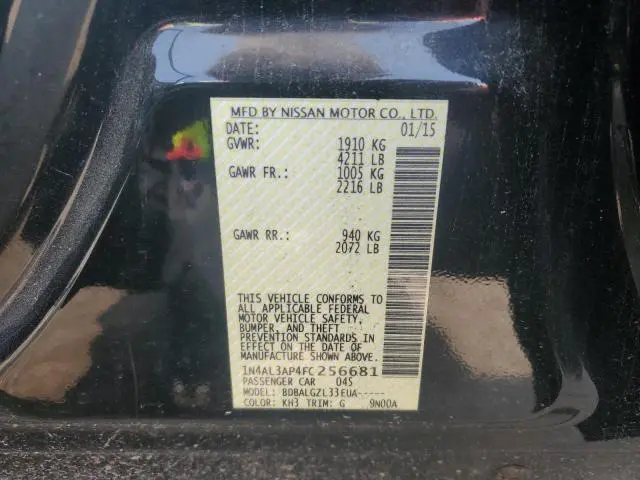 MFD BY NISSAN MOTOR CO., LTD.
DATE: 01/15
GVWR: 1910 KG
4211 LB
GAWR FR.: 1005 KG
2216 LB
GAWR RR.: 940 KG
2072 LB
THIS VEHICLE CONFORMS TO
ALL APPLICABLE FEDERAL
MOTOR VEHICLE SAFETY,
BUMPER, AND THEFT
PREVENTION STANDARDS IN
EFFECT ON THE DATE OF
MANUFACTURE SHOWN ABOVE.
1N4AL3AP4FC256681
PASSENGER CAR 045
MODEL: BDBALGZL33EUA-----
COLOR: KH3 TRIM: G 9N00A